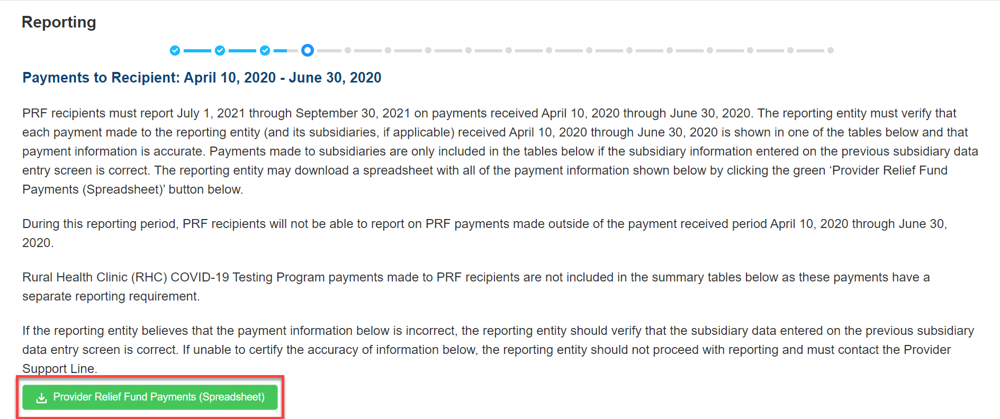 Reporting
Payments to Recipient: April 10, 2020 - June 30, 2020
PRF recipients must report July 1, 2021 through September 30, 2021 on payments received April 10, 2020 through June 30, 2020. The reporting entity must verify that
each payment made to the reporting entity (and its subsidiaries, if applicable) received April 10, 2020 through June 30, 2020 is shown in one of the tables below and that
payment information is accurate. Payments made to subsidiaries are only included in the tables below if the subsidiary information entered on the previous subsidiary data
entry screen is correct. The reporting entity may download a spreadsheet with all of the payment information shown below by clicking the green ‘Provider Relief Fund
Payments (Spreadsheet)’ button below.
During this reporting period, PRF recipients will not be able to report on PRF payments made outside of the payment received period April 10, 2020 through June 30,
2020.
Rural Health Clinic (RHC) COVID-19 Testing Program payments made to PRF recipients are not included in the summary tables below as these payments have a
separate reporting requirement.
If the reporting entity believes that the payment information below is incorrect, the reporting entity should verify that the subsidiary data entered on the previous subsidiary
data entry screen is correct. If unable to certify the accuracy of information below, the reporting entity should not proceed with reporting and must contact the Provider
Support Line.
Provider Relief Fund Payments (Spreadsheet)